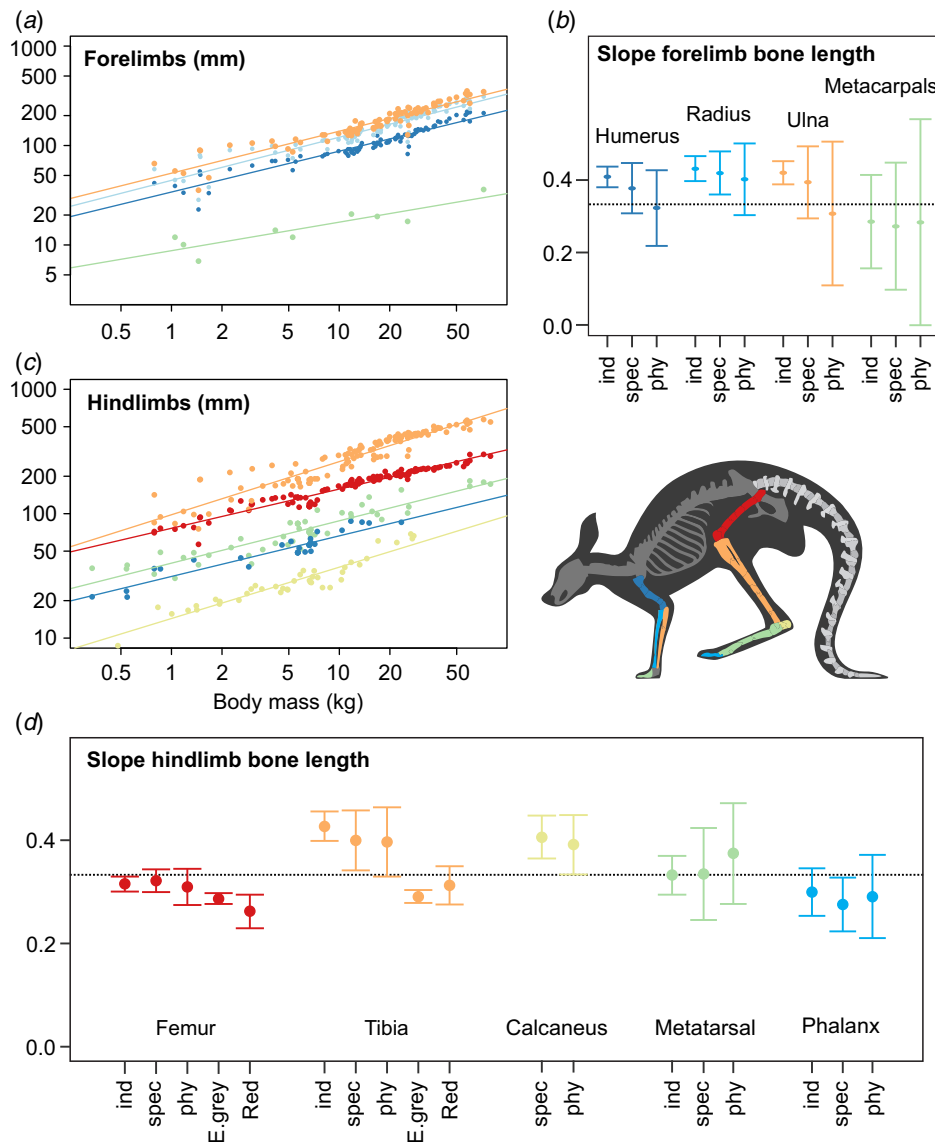 (a)
Forelimbs (mm)
1000
500
200
100
50
20
10
5
0.5 1 2 5 10 20 50
(b)
Slope forelimb bone length
Metacarpals
Radius
Humerus
Ulna
0.4
0.2
0.0
ind spec phy ind spec phy ind spec phy ind spec phy
(c)
Hindlimbs (mm)
1000
500
200
100
50
20
10
0.5 1 2 5 10 20 50
Body mass (kg)
(d)
Slope hindlimb bone length
0.4
0.2
0.0
Femur Tibia Calcaneus Metatarsal Phalanx
ind spec phy E.grey Red ind spec phy E.grey Red spec phy ind spec phy ind spec phy